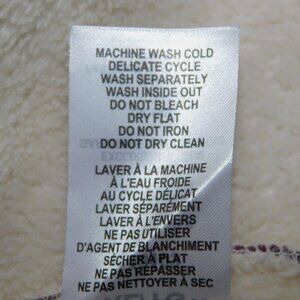 MACHINE WASH COLD
DELICATE CYCLE
WASH SEPARATELY
WASH INSIDE OUT
DO NOT BLEACH
DRY FLAT
DO NOT IRON
DO NOT DRY CLEAN
LAVER À LA MACHINE
À L'EAU FROIDE
AU CYCLE DÉLICAT
LAVER SÉPARÉMENT
LAVER À L'ENVERS
NE PAS UTILISER
D'AGENT DE BLANCHIMENT
SÉCHER À PLAT
NE PAS REPASSER
NE PAS NETTOYER À SEC